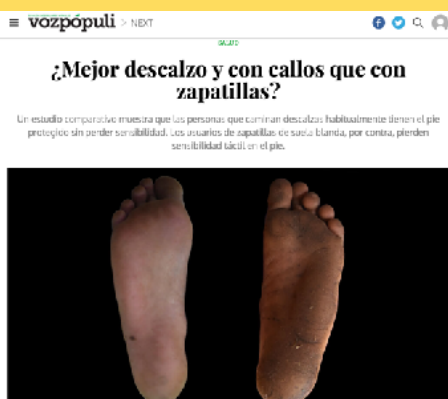 vozpópuli > NEXT
SALUD
¿Mejor descalzo y con callos que con
zapatillas?
Un estudio comparativo muestra que las personas que caminan descalzas habitualmente tienen el pie
protegido sin perder sensibilidad. Los usuarios de zapatillas de suela blanda, por contra, pierden
sensibilidad táctil en el pie.